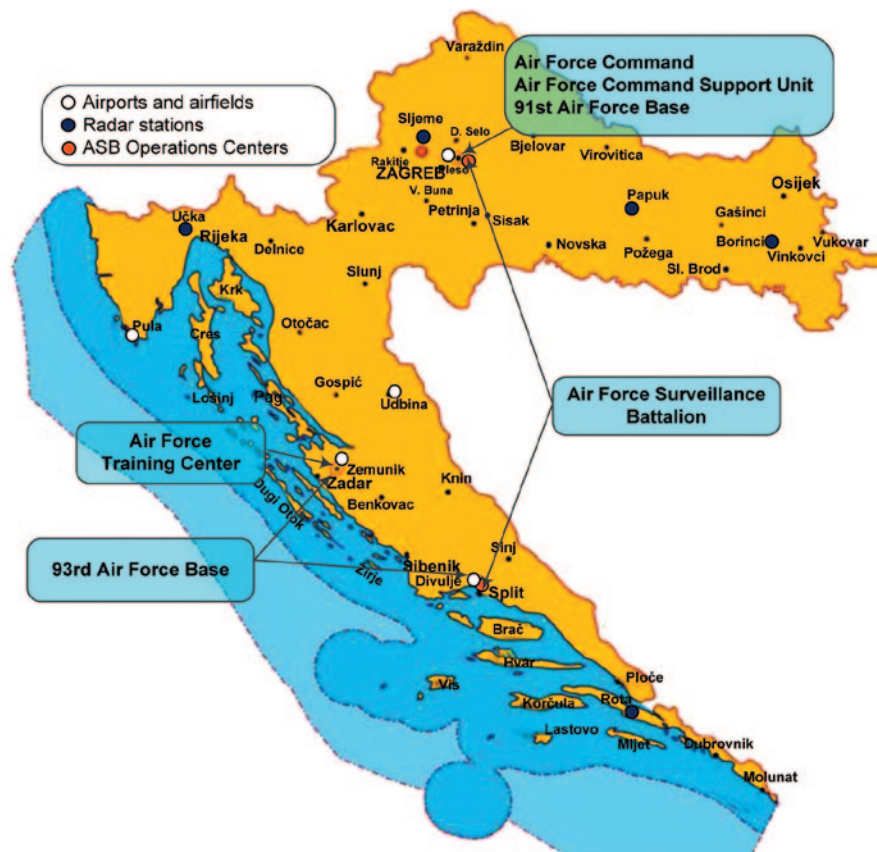 Varaždin
Air Force Command
Air Force Command Support Unit
91st Air Force Base
Airports and airfields
Radar stations
ASB Operations Centers
Sljeme
D. Selo
Rakitje
ZAGREB
Pleso
Bjelovar
Virovitica
V. Buna
Petrinja
Sisak
Karlovac
Papuk
Osijek
Gašinci
Učka
Rijeka
Delnice
Novska
Požega
Borinci
Vukovar
Vinkovci
Sl. Brod
Slunj
Krk
Pula
Cres
Otočac
Lošinj
Pag
Gospić
Udbina
Air Force Surveillance
Battalion
Air Force
Training Center
Zemunik
Zadar
Dugi Otok
Benkovac
Knin
93rd Air Force Base
Šibenik
Žirje
Divulje
Sinj
Split
Brač
Hvar
Vis
Ploče
Korčula
Rota
Lastovo
Mljet
Dubrovnik
Molunat